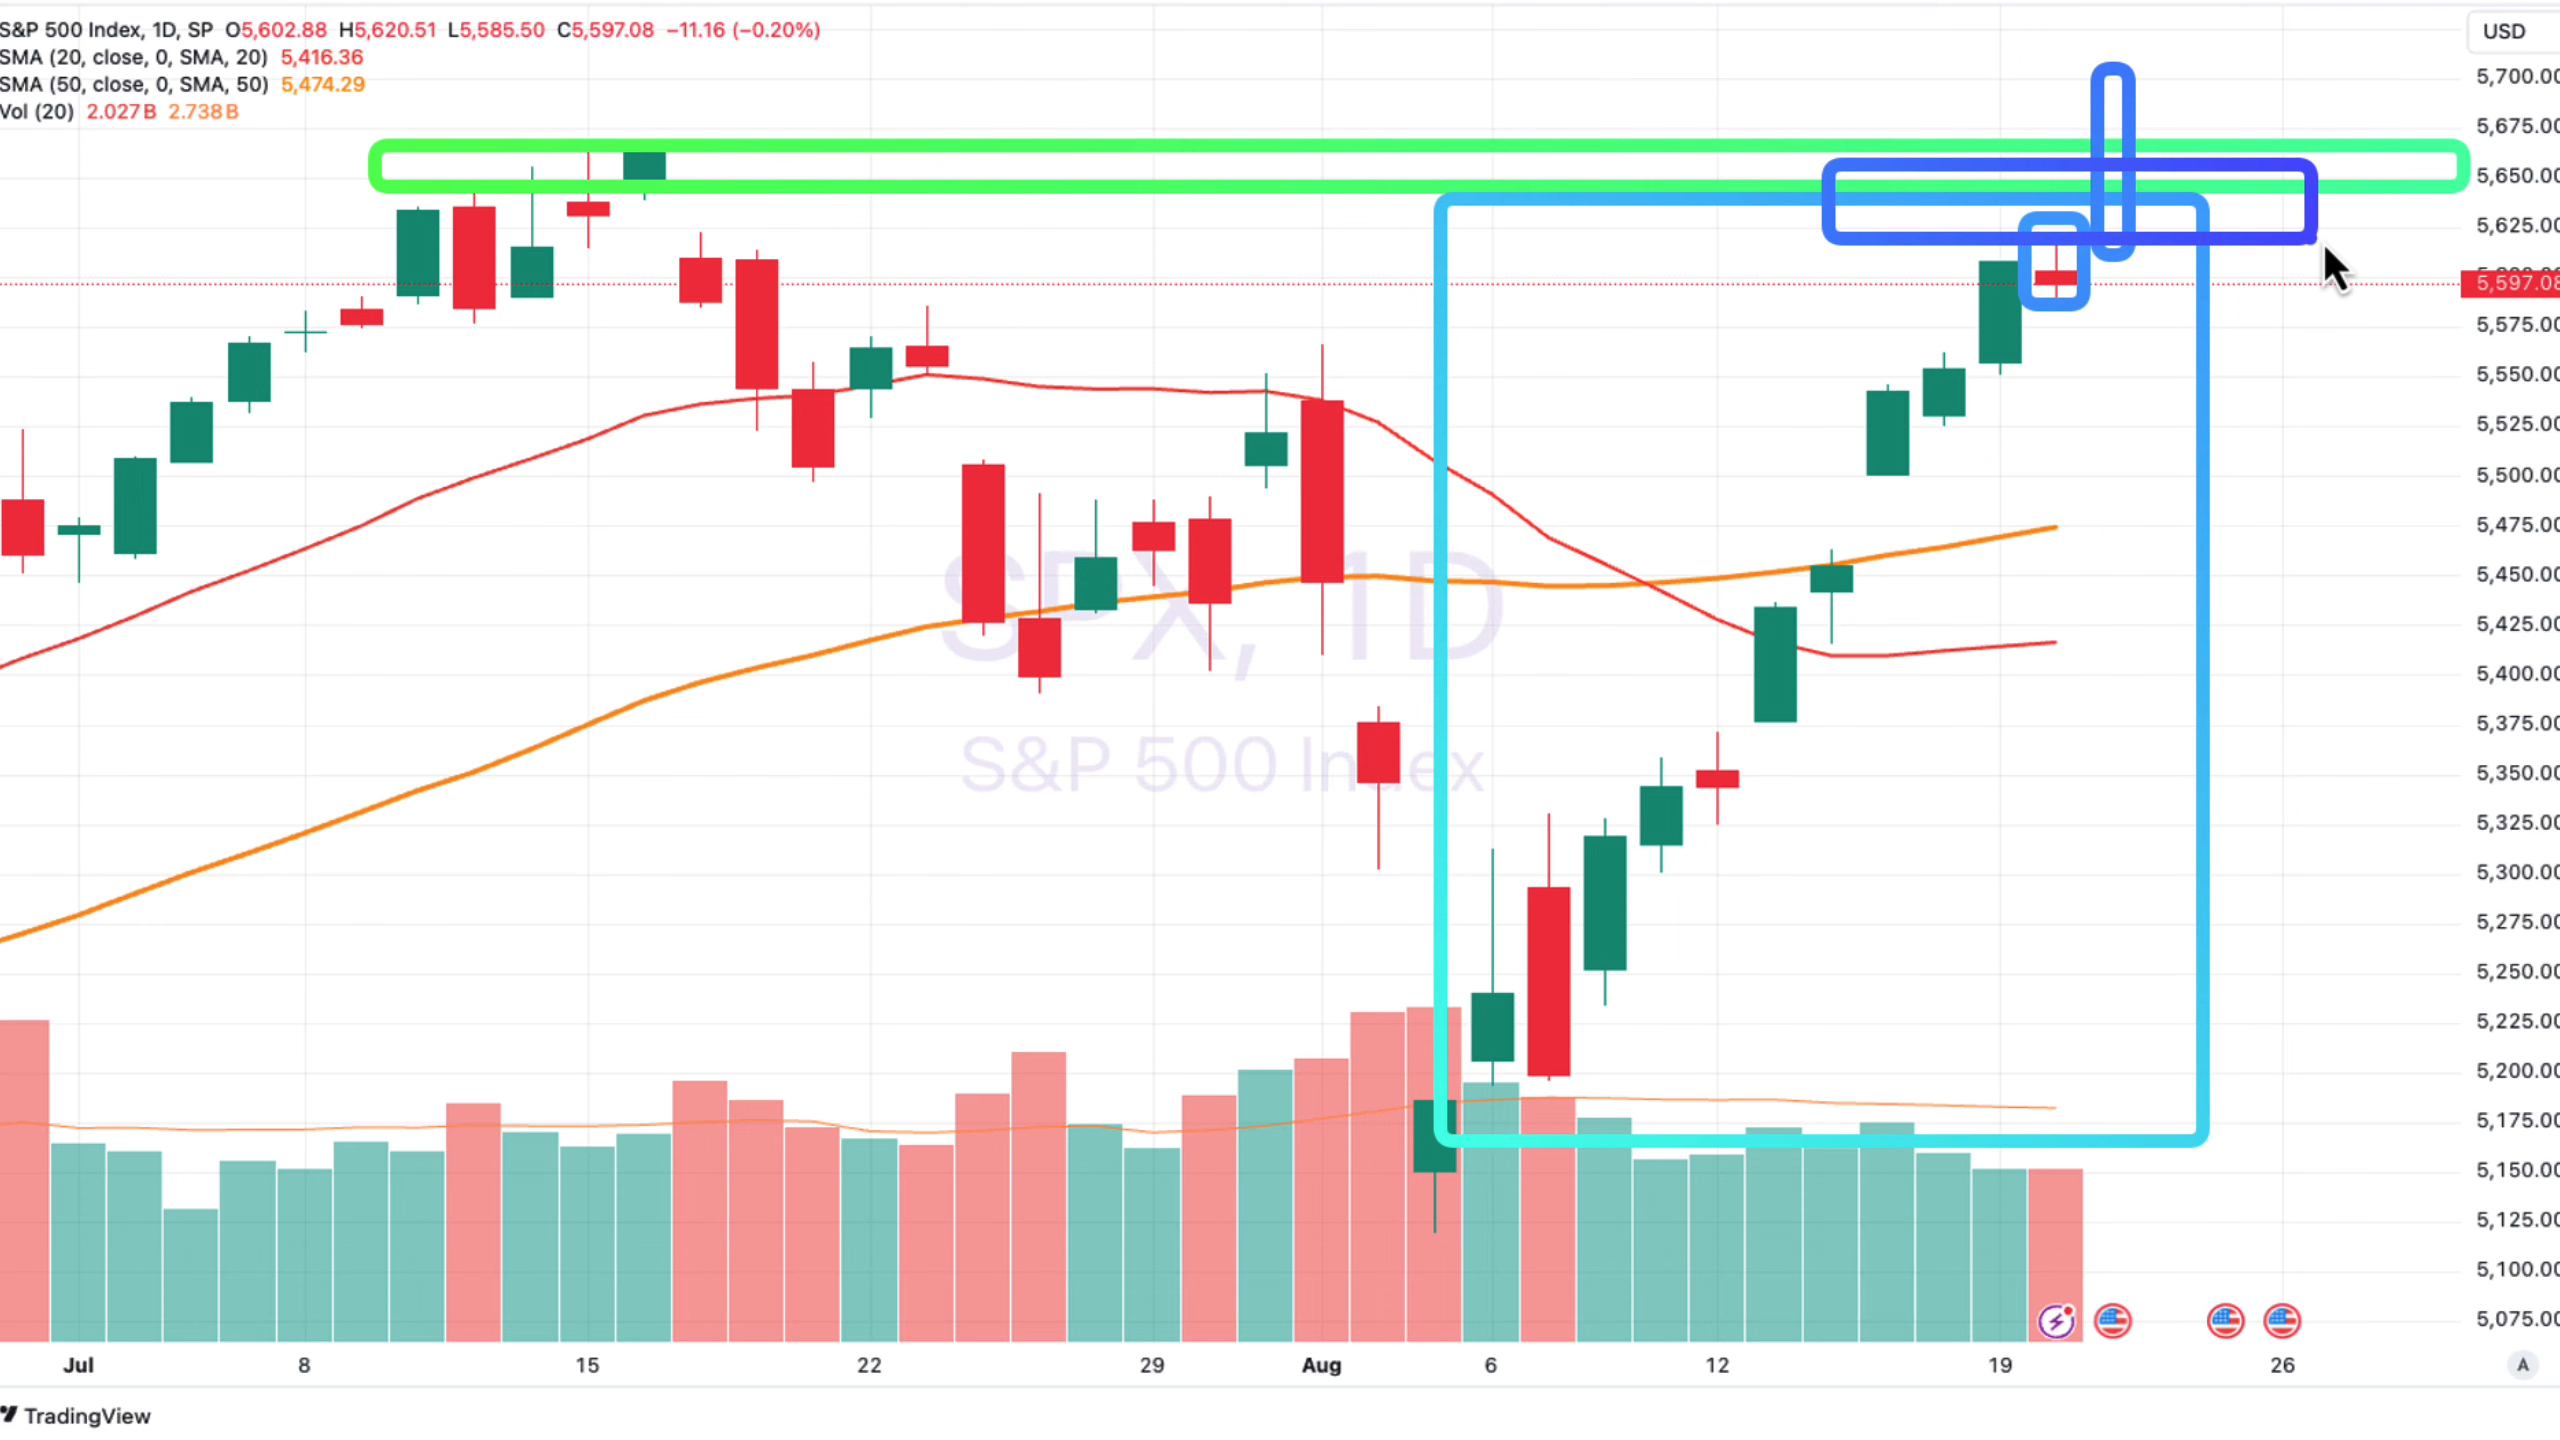 S&P 500 Index, 1D, SP O5,602.88 H5,620.51 L5,585.50 C5,597.08 −11.16 (−0.20%)
SMA (20, close, 0, SMA, 20) 5,416.36
SMA (50, close, 0, SMA, 50) 5,474.29
Vol (20) 2.027B 2.738B
USD
5,700.00
5,675.00
5,650.00
5,625.00
5,597.08
5,575.00
5,550.00
5,525.00
5,500.00
5,475.00
5,450.00
5,425.00
5,400.00
5,375.00
5,350.00
5,325.00
5,300.00
5,275.00
5,250.00
5,225.00
5,200.00
5,175.00
5,150.00
5,125.00
5,100.00
5,075.00
SPX, 1D
S&P 500 Index
Jul 8 15 22 29 Aug 6 12 19 26 A
TradingView